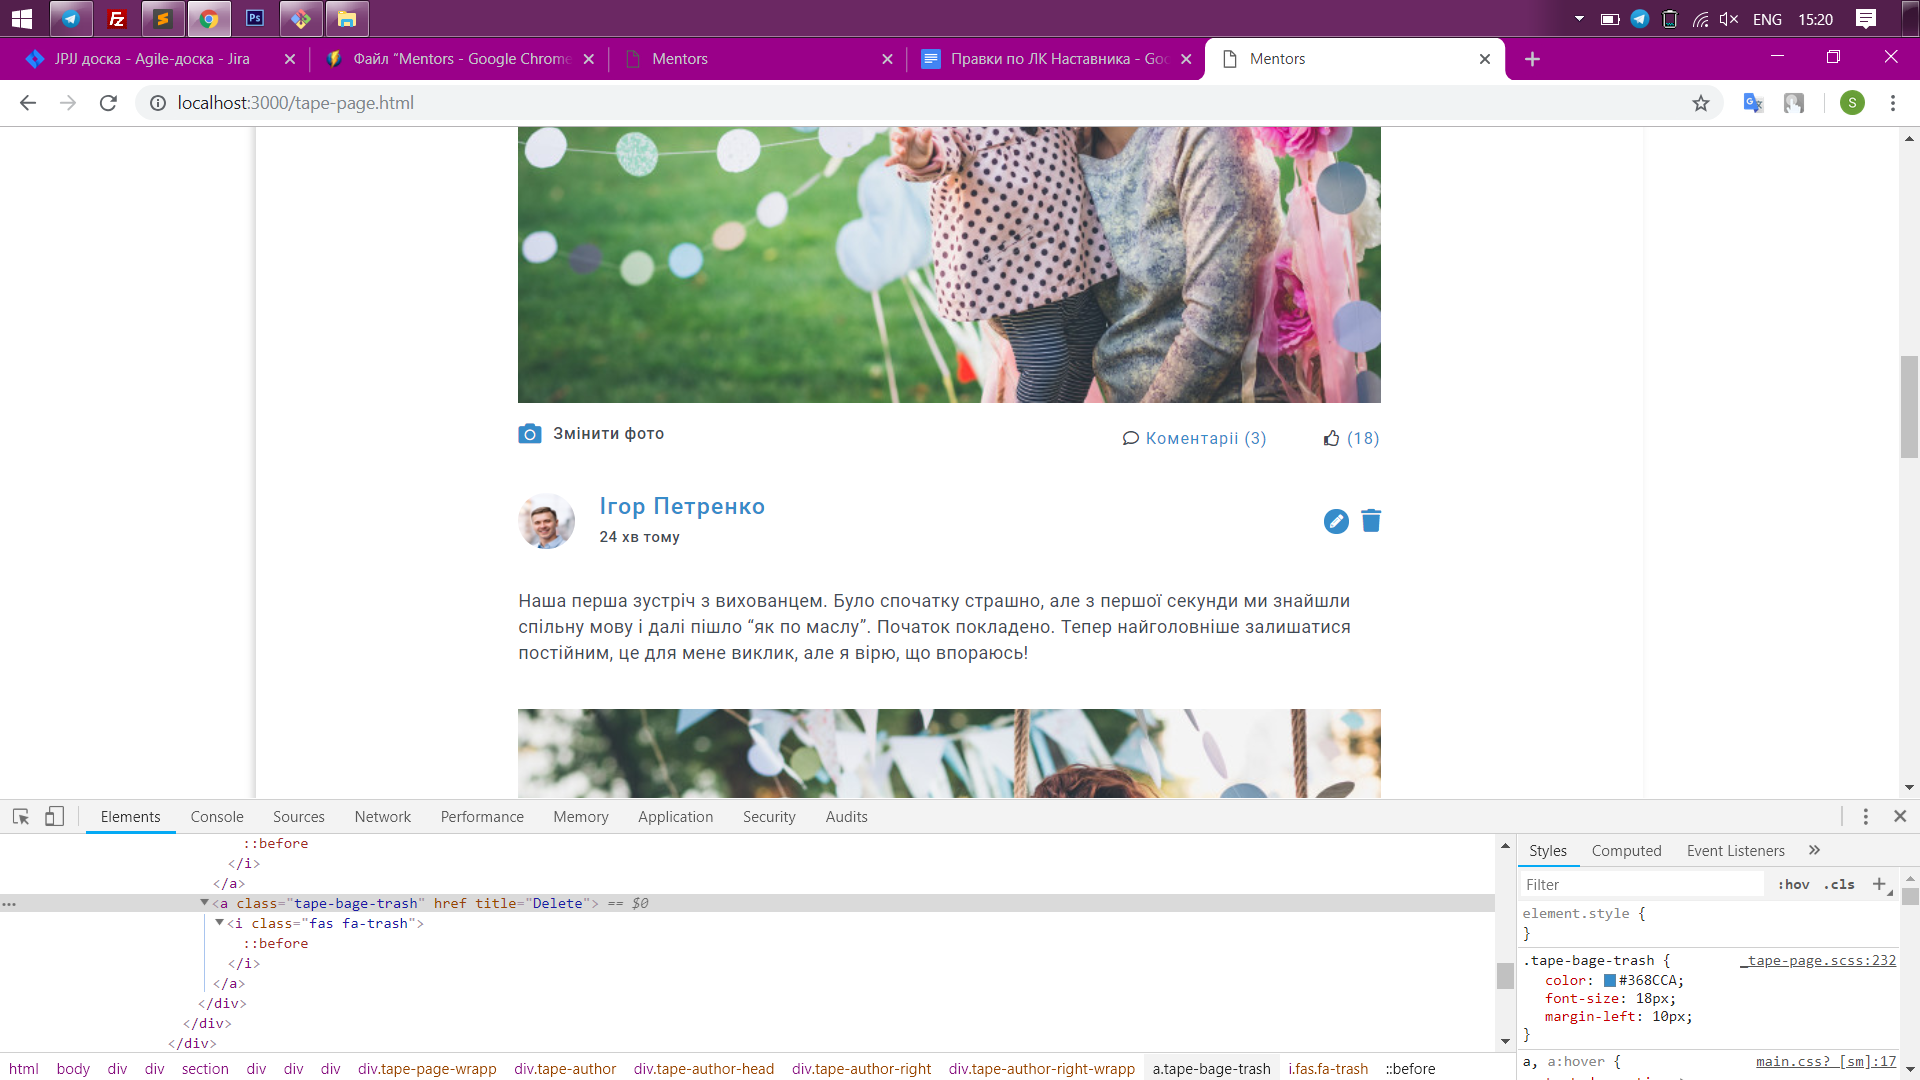 ENG 15:20
JPJJ доска - Agile-доска - Jira
Файл “Mentors - Google Chrome
Mentors
Правки по ЛК Наставника - Goo
Mentors
localhost:3000/tape-page.html
S
Змінити фото
Коментаріі (3)
(18)
Ігор Петренко
24 хв тому
Наша перша зустріч з вихованцем. Було спочатку страшно, але з першої секунди ми знайшли
спільну мову і далі пішло “як по маслу”. Початок покладено. Тепер найголовніше залишатися
постійним, це для мене виклик, але я вірю, що впораюсь!
Elements Console Sources Network Performance Memory Application Security Audits
::before
</i>
</a>
<a class="tape-bage-trash" href title="Delete"> == $0
<i class="fas fa-trash">
::before
</i>
</a>
</div>
</div>
</div>
html body div div section div div div div.tape-page-wrapp div.tape-author div.tape-author-head div.tape-author-right div.tape-author-right-wrapp a.tape-bage-trash i.fas.fa-trash ::before
Styles Computed Event Listeners »
Filter :hov .cls +
element.style {
}
.tape-bage-trash { _tape-page.scss:232
color: #368CCA;
font-size: 18px;
margin-left: 10px;
}
a, a:hover { main.css? [sm]:17